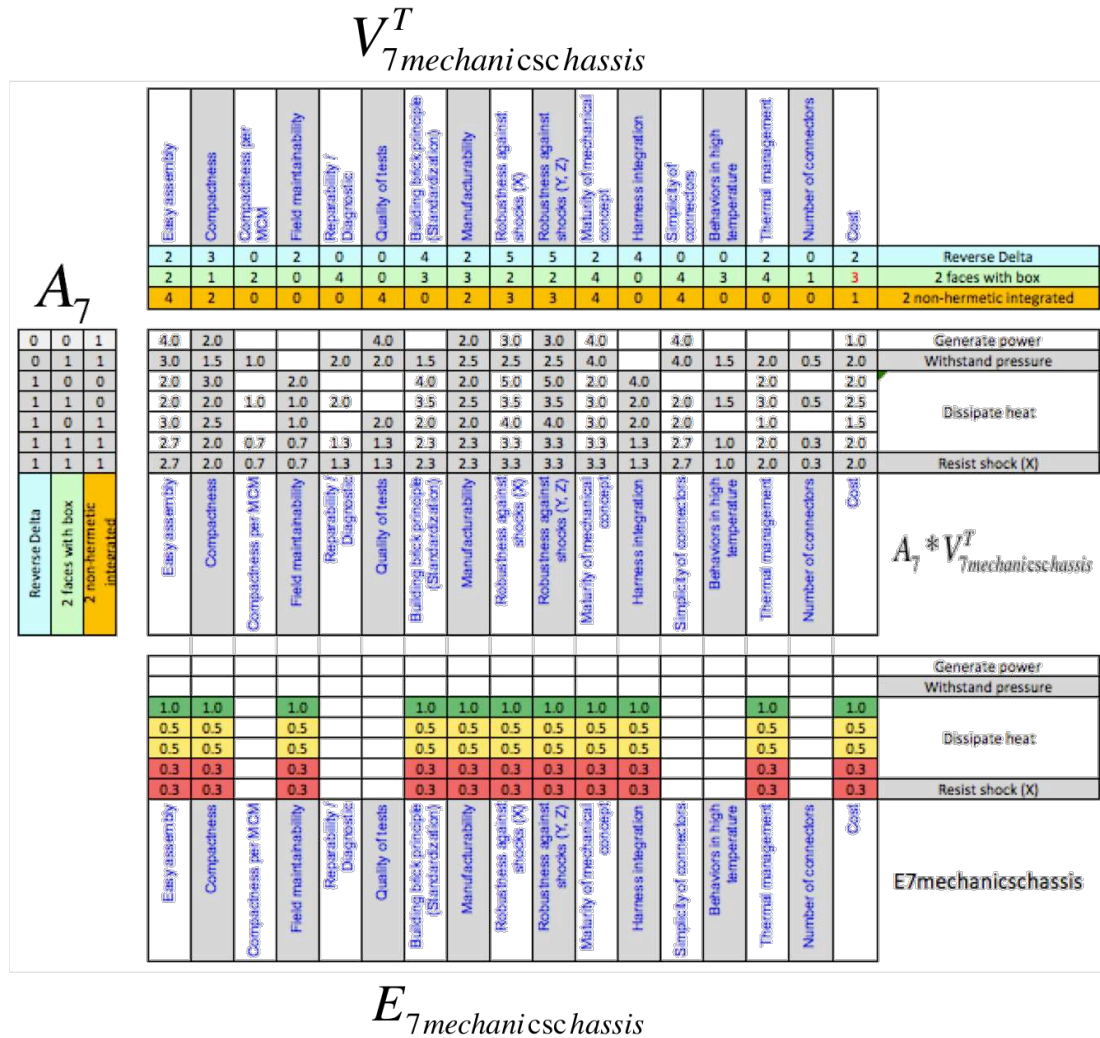 V^T_7mechanicschassis
Easy assembly
Compactness
Compactness per MCM
Field maintainability
Reparability / Diagnostic
Quality of tests
Building brick principle (Standardization)
Manufacturability
Robustness against shocks (X)
Robustness against shocks (Y, Z)
Maturity of mechanical concept
Harness integration
Simplicity of connectors
Behaviors in high temperature
Thermal management
Number of connectors
Cost
2 3 0 2 0 0 4 2 5 5 2 4 0 0 2 0 2 Reverse Delta
2 1 2 0 4 0 3 3 2 2 4 0 4 3 4 1 3 2 faces with box
4 2 0 0 0 4 0 2 3 3 4 0 4 0 0 0 1 2 non-hermetic integrated
A_7
0 0 1 4.0 2.0 4.0 2.0 3.0 3.0 4.0 4.0 1.0 Generate power
0 1 1 3.0 1.5 1.0 2.0 2.0 1.5 2.5 2.5 2.5 4.0 4.0 1.5 2.0 0.5 2.0 Withstand pressure
1 0 0 2.0 3.0 2.0 4.0 2.0 5.0 5.0 2.0 4.0 2.0 2.0
1 1 0 2.0 2.0 1.0 1.0 2.0 3.5 2.5 3.5 3.5 3.0 2.0 2.0 1.5 3.0 0.5 2.5 Dissipate heat
1 0 1 3.0 2.5 1.0 2.0 2.0 2.0 4.0 4.0 3.0 2.0 2.0 1.0 1.5
1 1 1 2.7 2.0 0.7 0.7 1.3 1.3 2.3 2.3 3.3 3.3 3.3 1.3 2.7 1.0 2.0 0.3 2.0
1 1 1 2.7 2.0 0.7 0.7 1.3 1.3 2.3 2.3 3.3 3.3 3.3 1.3 2.7 1.0 2.0 0.3 2.0 Resist shock (X)
Reverse Delta
2 faces with box
2 non-hermetic integrated
Easy assembly
Compactness
Compactness per MCM
Field maintainability
Reparability / Diagnostic
Quality of tests
Building brick principle (Standardization)
Manufacturability
Robustness against shocks (X)
Robustness against shocks (Y, Z)
Maturity of mechanical concept
Harness integration
Simplicity of connectors
Behaviors in high temperature
Thermal management
Number of connectors
Cost
A_7 * V^T_7mechanicschassis
Generate power
Withstand pressure
1.0 1.0 1.0 1.0 1.0 1.0 1.0 1.0 1.0 1.0 1.0
0.5 0.5 0.5 0.5 0.5 0.5 0.5 0.5 0.5 0.5 0.5 Dissipate heat
0.5 0.5 0.5 0.5 0.5 0.5 0.5 0.5 0.5 0.5 0.5
0.3 0.3 0.3 0.3 0.3 0.3 0.3 0.3 0.3 0.3 0.3
0.3 0.3 0.3 0.3 0.3 0.3 0.3 0.3 0.3 0.3 0.3 Resist shock (X)
Easy assembly
Compactness
Compactness per MCM
Field maintainability
Reparability / Diagnostic
Quality of tests
Building brick principle (Standardization)
Manufacturability
Robustness against shocks (X)
Robustness against shocks (Y, Z)
Maturity of mechanical concept
Harness integration
Simplicity of connectors
Behaviors in high temperature
Thermal management
Number of connectors
Cost
E7mechanicschassis
E_7mechanicschassis